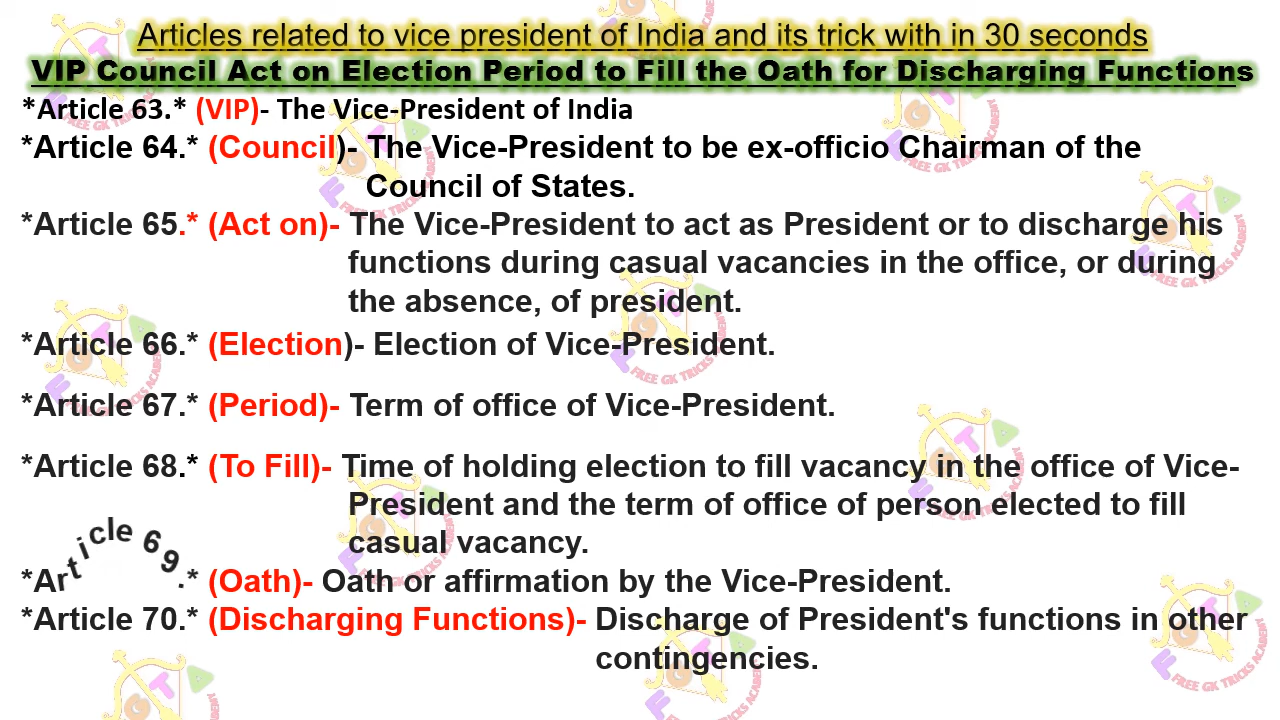 Articles related to vice president of India and its trick with in 30 seconds
VIP Council Act on Election Period to Fill the Oath for Discharging Functions
*Article 63.* (VIP)- The Vice-President of India
*Article 64.* (Council)- The Vice-President to be ex-officio Chairman of the
Council of States.
*Article 65.* (Act on)- The Vice-President to act as President or to discharge his
functions during casual vacancies in the office, or during
the absence, of president.
*Article 66.* (Election)- Election of Vice-President.
*Article 67.* (Period)- Term of office of Vice-President.
*Article 68.* (To Fill)- Time of holding election to fill vacancy in the office of Vice-
President and the term of office of person elected to fill
casual vacancy.
*Article 69.* (Oath)- Oath or affirmation by the Vice-President.
*Article 70.* (Discharging Functions)- Discharge of President's functions in other
contingencies.
FGTA
FREE GK TRICKS ACADEMY